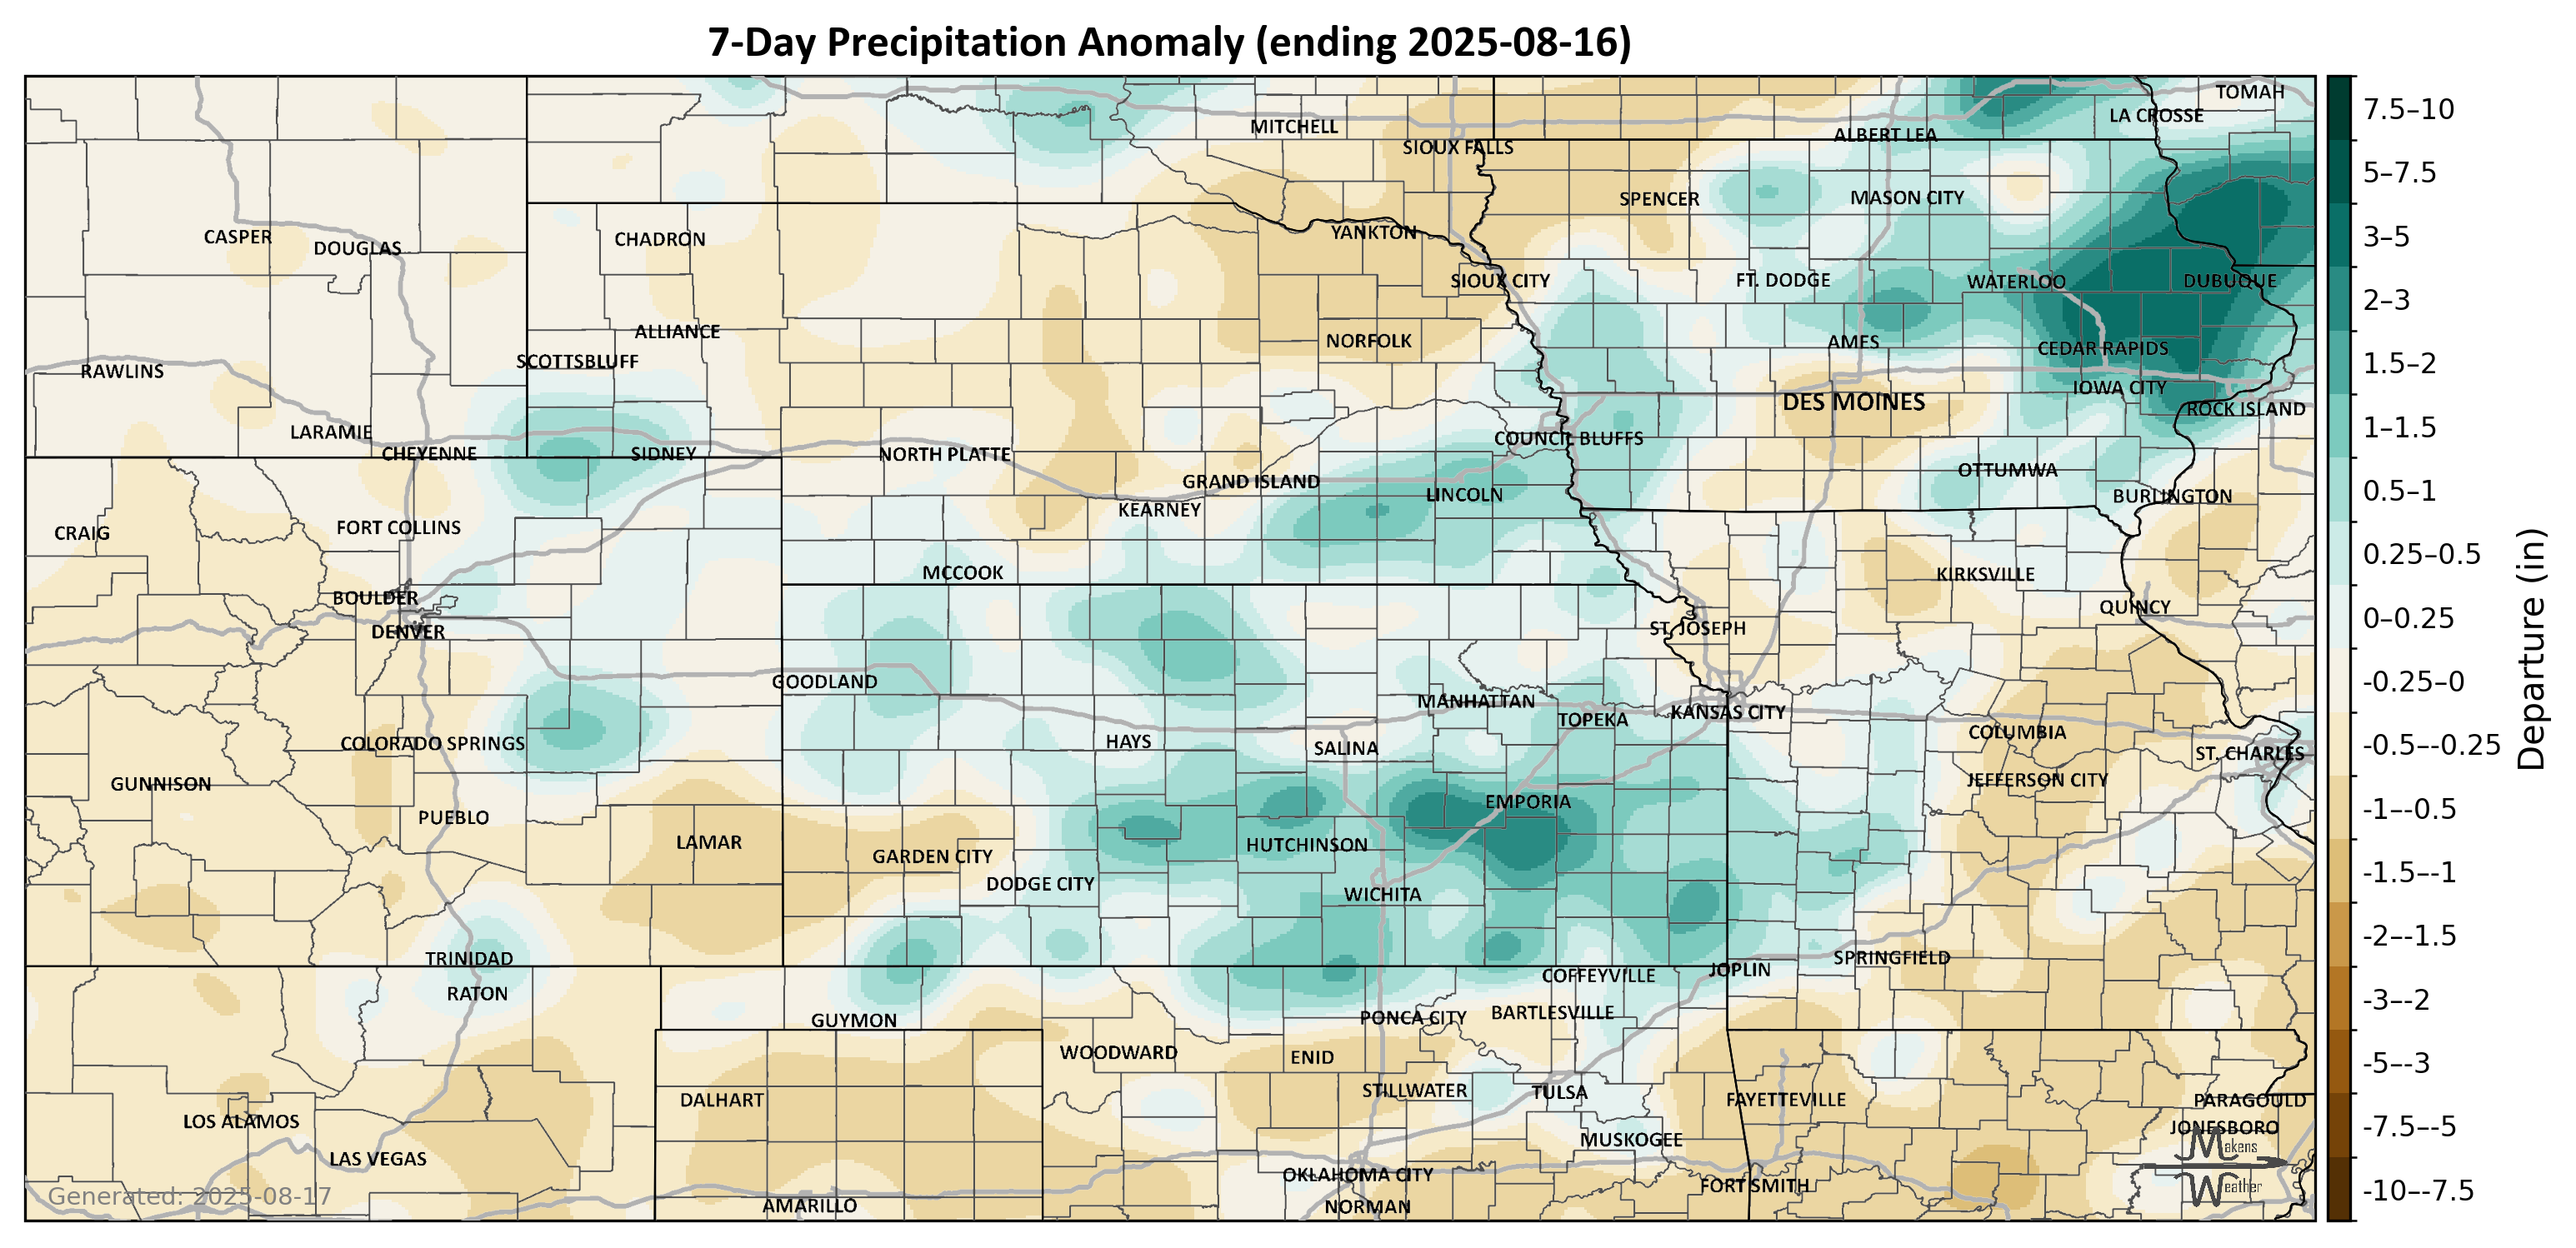 7-Day Precipitation Anomaly (ending 2025-08-16)
TOMAH
LA CROSSE
MITCHELL
ALBERT LEA
SIOUX FALLS
SPENCER
MASON CITY
YANKTON
CASPER
CHADRON
DOUGLAS
SIOUX CITY
FT. DODGE
WATERLOO
DUBUQUE
ALLIANCE
NORFOLK
AMES
CEDAR RAPIDS
SCOTTSBLUFF
RAWLINS
IOWA CITY
DES MOINES
ROCK ISLAND
LARAMIE
COUNCIL BLUFFS
CHEYENNE
SIDNEY
NORTH PLATTE
OTTUMWA
GRAND ISLAND
LINCOLN
BURLINGTON
KEARNEY
FORT COLLINS
CRAIG
MCCOOK
KIRKSVILLE
BOULDER
QUINCY
DENVER
ST. JOSEPH
GOODLAND
MANHATTAN
KANSAS CITY
TOPEKA
COLUMBIA
COLORADO SPRINGS
HAYS
SALINA
ST. CHARLES
GUNNISON
JEFFERSON CITY
EMPORIA
PUEBLO
LAMAR
HUTCHINSON
GARDEN CITY
DODGE CITY
WICHITA
TRINIDAD
SPRINGFIELD
JOPLIN
COFFEYVILLE
RATON
BARTLESVILLE
PONCA CITY
GUYMON
WOODWARD
ENID
STILLWATER
TULSA
DALHART
FAYETTEVILLE
PARAGOULD
LOS ALAMOS
JONESBORO
MUSKOGEE
LAS VEGAS
OKLAHOMA CITY
FORT SMITH
AMARILLO
NORMAN
Generated: 2025-08-17
Makens
Weather
7.5–10
5–7.5
3–5
2–3
1.5–2
1–1.5
0.5–1
0.25–0.5
0–0.25
-0.25–0
-0.5–-0.25
-1–-0.5
-1.5–-1
-2–-1.5
-3–-2
-5–-3
-7.5–-5
-10–-7.5
Departure (in)